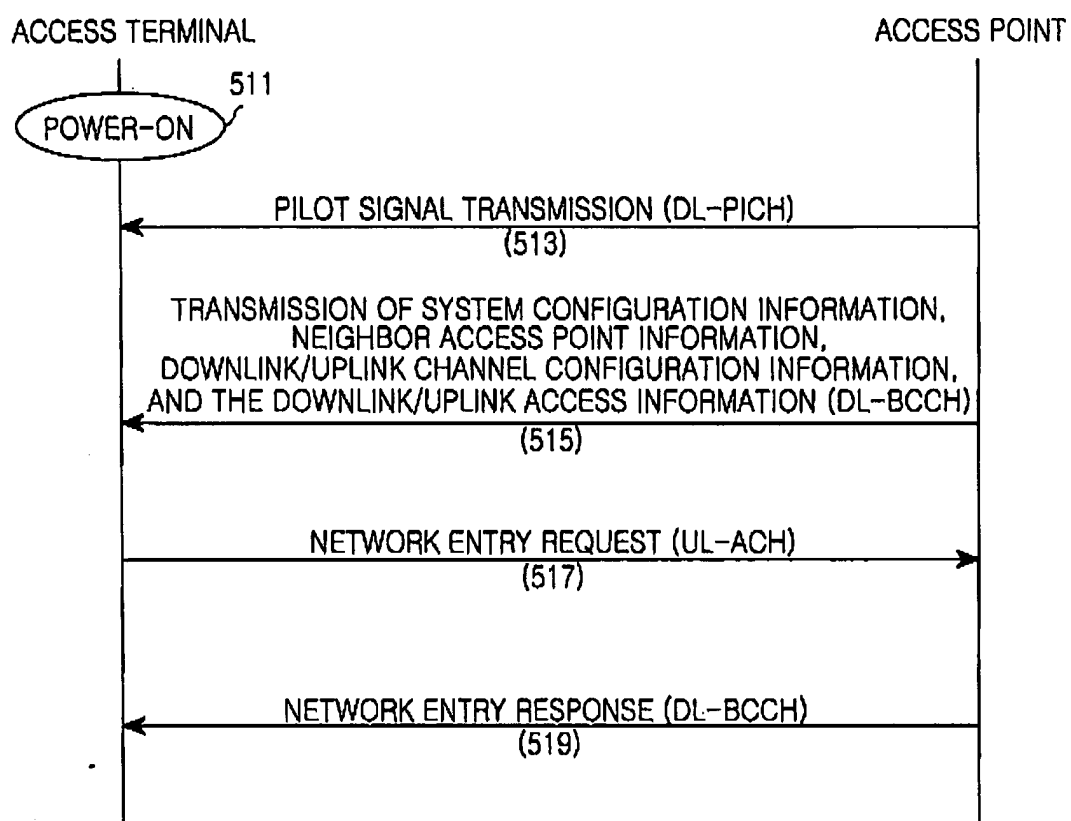 ACCESS TERMINAL
ACCESS POINT
511
POWER-ON
PILOT SIGNAL TRANSMISSION (DL-PICH)
(513)
TRANSMISSION OF SYSTEM CONFIGURATION INFORMATION,
NEIGHBOR ACCESS POINT INFORMATION,
DOWNLINK/UPLINK CHANNEL CONFIGURATION INFORMATION,
AND THE DOWNLINK/UPLINK ACCESS INFORMATION (DL-BCCH)
(515)
NETWORK ENTRY REQUEST (UL-ACH)
(517)
NETWORK ENTRY RESPONSE (DL-BCCH)
(519)